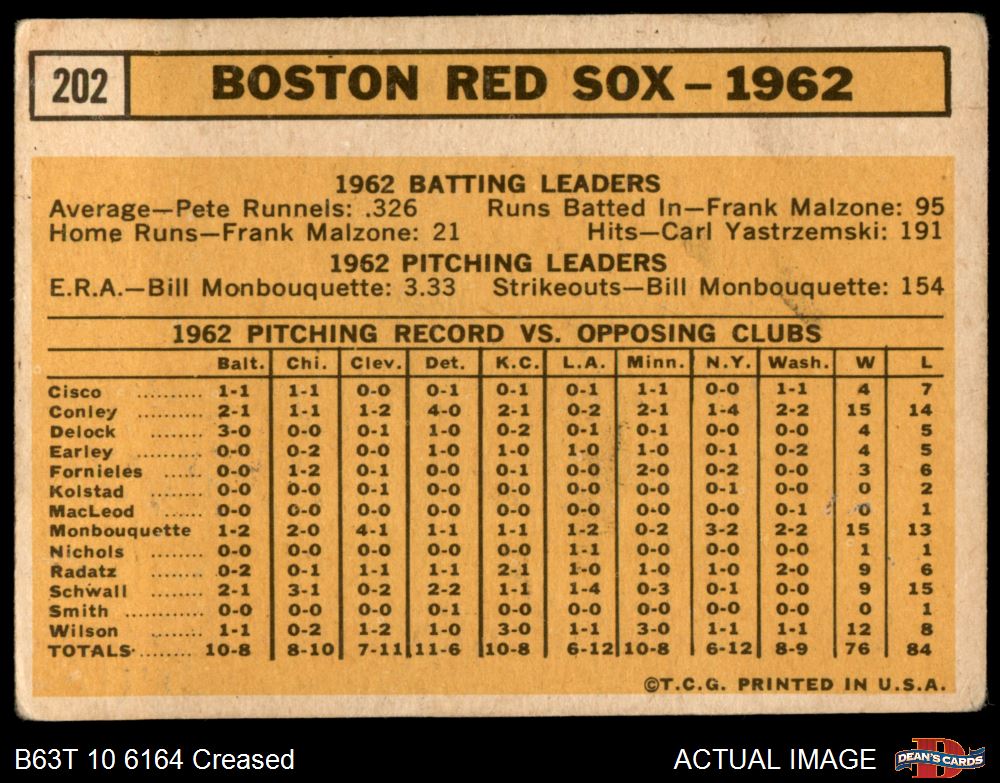 202 BOSTON RED SOX – 1962
1962 BATTING LEADERS
Average—Pete Runnels: .326 Runs Batted In—Frank Malzone: 95
Home Runs—Frank Malzone: 21 Hits—Carl Yastrzemski: 191
1962 PITCHING LEADERS
E.R.A.—Bill Monbouquette: 3.33 Strikeouts—Bill Monbouquette: 154
1962 PITCHING RECORD VS. OPPOSING CLUBS
Balt. Chi. Clev. Det. K.C. L.A. Minn. N.Y. Wash. W L
Cisco .......... 1-1 1-1 0-0 0-1 0-1 0-1 1-1 0-0 1-1 4 7
Conley ........ 2-1 1-1 1-2 4-0 2-1 0-2 2-1 1-4 2-2 15 14
Delock ........ 3-0 0-0 0-1 1-0 0-2 0-1 0-1 0-0 0-0 4 5
Earley ........ 0-0 0-2 0-0 1-0 1-0 1-0 1-0 0-1 0-2 4 5
Fornieles ..... 0-0 1-2 0-1 0-1 0-1 0-0 2-0 0-2 0-0 3 6
Kolstad ........ 0-0 0-0 0-1 0-0 0-0 0-0 0-0 0-1 0-0 0 2
MacLeod ..... 0-0 0-0 0-0 0-0 0-0 0-0 0-0 0-0 0-1 0 1
Monbouquette 1-2 2-0 4-1 1-1 1-1 1-2 0-2 3-2 2-2 15 13
Nichols ........ 0-0 0-0 0-0 0-0 0-0 1-1 0-0 0-0 0-0 1 1
Radatz ........ 0-2 0-1 1-1 1-1 2-1 1-0 1-0 1-0 2-0 9 6
Schwall ........ 2-1 3-1 0-2 2-2 1-1 1-4 0-3 0-1 0-0 9 15
Smith ............ 0-0 0-0 0-0 0-1 0-0 0-0 0-0 0-0 0-0 0 1
Wilson ........ 1-1 0-2 1-2 1-0 3-0 1-1 3-0 1-1 1-1 12 8
TOTALS ........ 10-8 8-10 7-11 11-6 10-8 6-12 10-8 6-12 8-9 76 84
©T.C.G. PRINTED IN U.S.A.
B63T 10 6164 Creased ACTUAL IMAGE DEAN'S CARDS